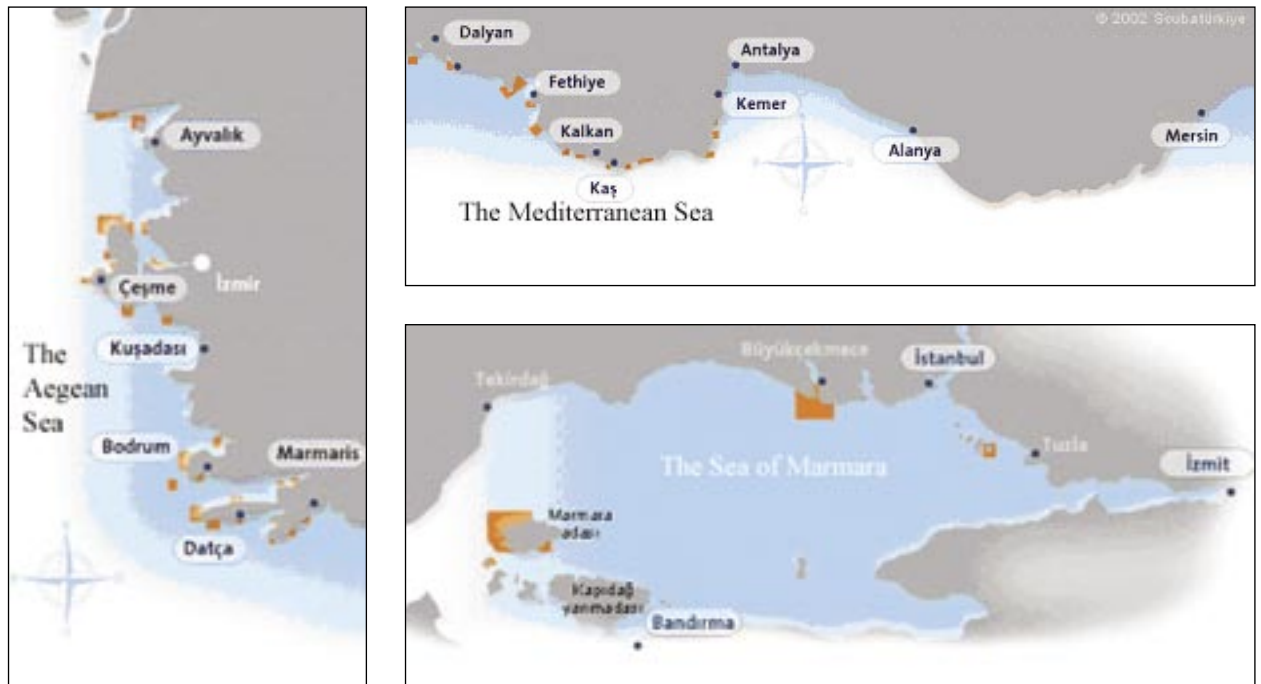 Ayvalık
İzmir
Çeşme
The
Aegean
Sea
Kuşadası
Bodrum
Marmaris
Datça
© 2002 Scubatürkiye
Dalyan
Antalya
Fethiye
Kemer
Kalkan
Alanya
Mersin
Kaş
The Mediterranean Sea
Büyükçekmece
İstanbul
Tekirdağ
Tuzla
The Sea of Marmara
İzmit
Marmara
adası
Kapıdağ
yarımadası
Bandırma